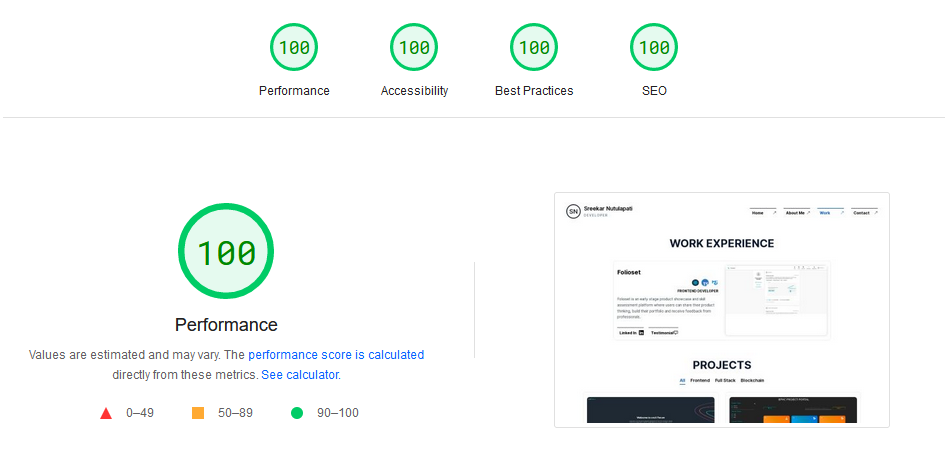 100 100 100 100
Performance Accessibility Best Practices SEO
100
Performance
Values are estimated and may vary. The performance score is calculated
directly from these metrics. See calculator.
0–49 50–89 90–100
SN Sreekar Nutulapati
DEVELOPER
Home About Me Work Contact
WORK EXPERIENCE
Folioset
FRONTEND DEVELOPER
Folioset is an early stage product showcase and skill
assessment platform where users can share their product
thinking, build their portfolio and receive feedback from
professionals.
Linked In Testimonial
PROJECTS
All Frontend Full Stack Blockchain